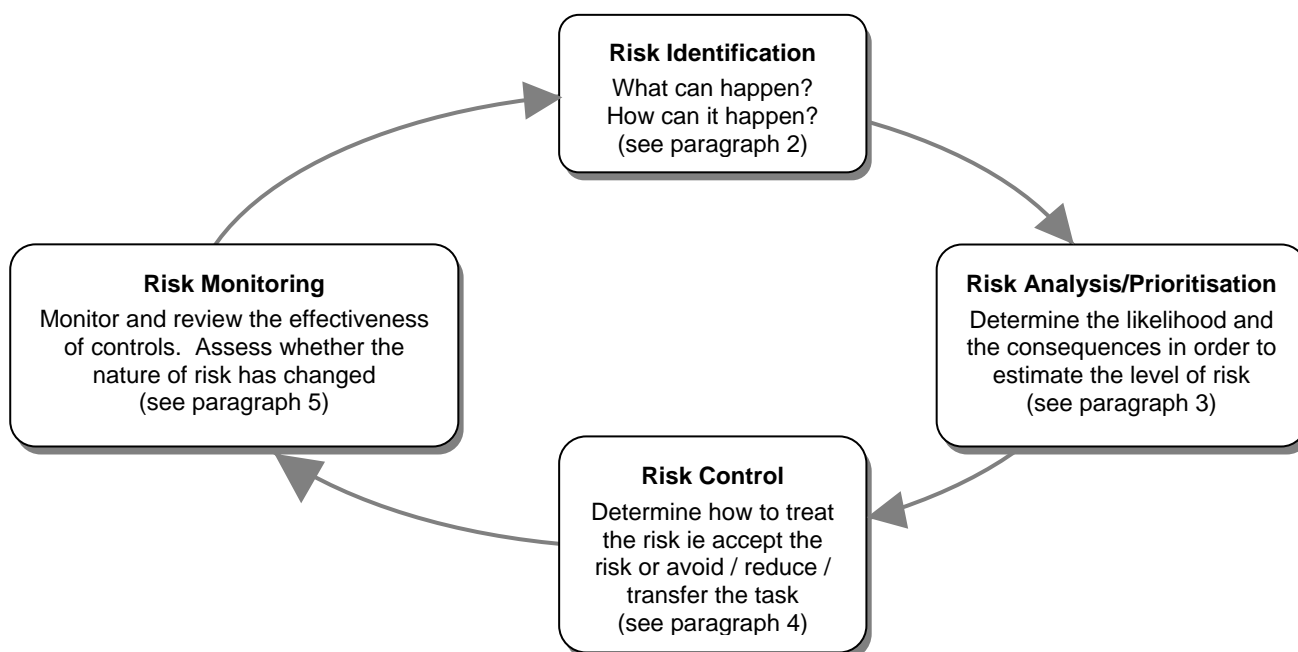 Risk Identification
What can happen?
How can it happen?
(see paragraph 2)
Risk Analysis/Prioritisation
Determine the likelihood and
the consequences in order to
estimate the level of risk
(see paragraph 3)
Risk Control
Determine how to treat
the risk ie accept the
risk or avoid / reduce /
transfer the task
(see paragraph 4)
Risk Monitoring
Monitor and review the effectiveness
of controls.  Assess whether the
nature of risk has changed
(see paragraph 5)